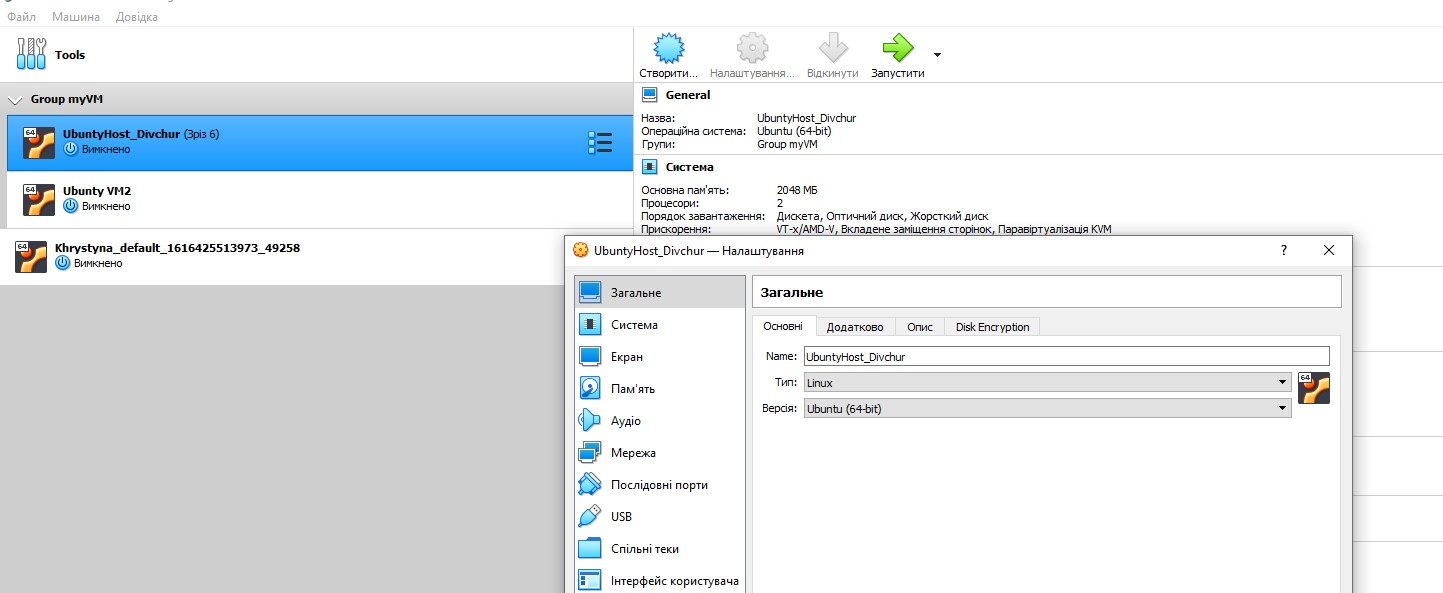 Файл Машина Довідка
Tools
Створити... Налаштування... Відкинути Запустити
Group myVM
64
UbuntyHost_Divchur (Зріз 6)
Вимкнено
64
Ubunty VM2
Вимкнено
64
Khrystyna_default_1616425513973_49258
Вимкнено
General
Назва: UbuntyHost_Divchur
Операційна система: Ubuntu (64-bit)
Групи: Group myVM
Система
Основна пам'ять: 2048 МБ
Процесори: 2
Порядок завантаження: Дискета, Оптичний диск, Жорсткий диск
Прискорення: VT-x/AMD-V, Вкладене заміщення сторінок, Паравіртуалізація KVM
UbuntyHost_Divchur — Налаштування ?
Загальне
Система
Екран
Пам'ять
Аудіо
Мережа
Послідовні порти
USB
Спільні теки
Інтерфейс користувача
Загальне
Основні Додатково Опис Disk Encryption
Name: UbuntyHost_Divchur
Тип: Linux
64
Версія: Ubuntu (64-bit)